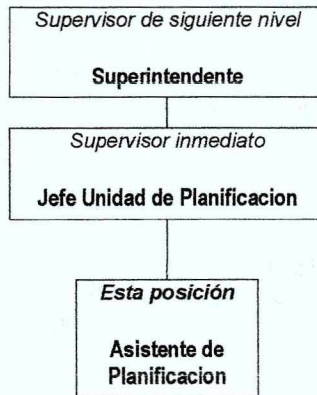 Supervisor de siguiente nivel
Superintendente
Supervisor inmediato
Jefe Unidad de Planificacion
Esta posición
Asistente de
Planificacion